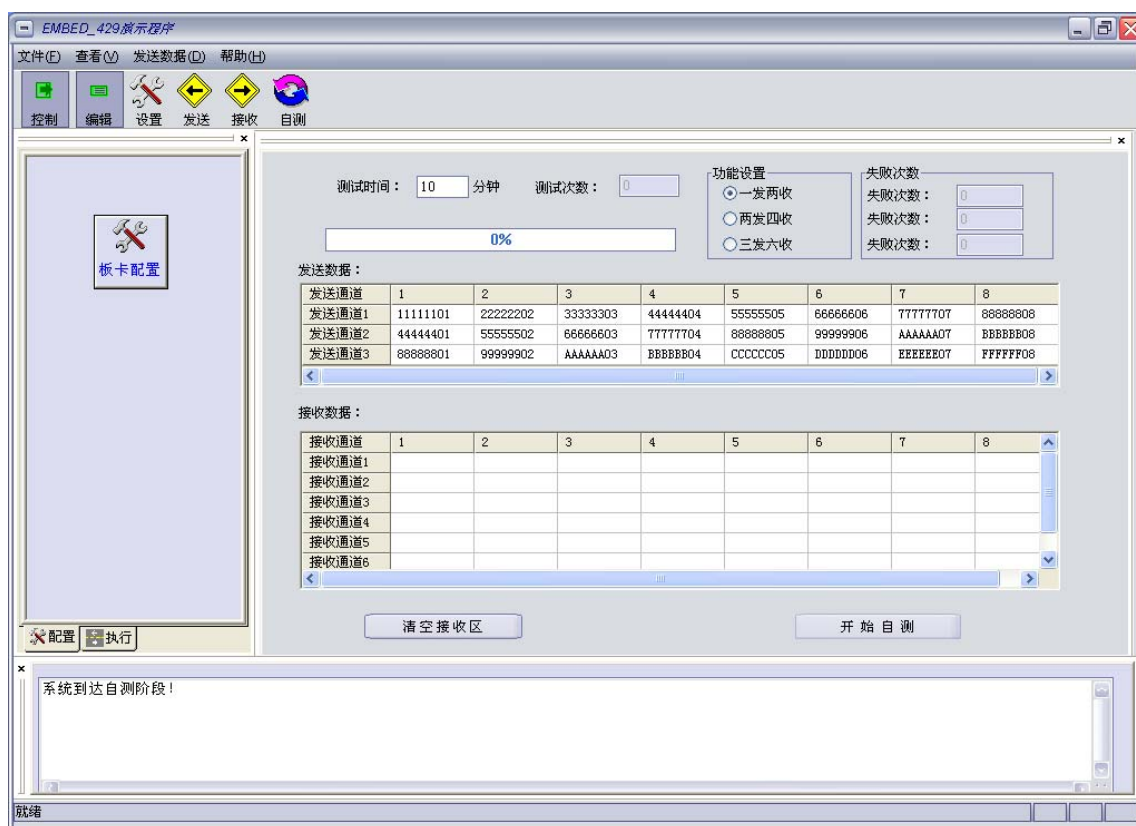 EMBED_429演示程序
文件(F) 查看(V) 发送数据(D) 帮助(H)
控制 编辑 设置 发送 接收 自测
板卡配置
测试时间： 10 分钟 测试次数： 0
0%
功能设置
一发两收
两发四收
三发六收
失败次数
失败次数： 0
失败次数： 0
失败次数： 0
发送数据：
发送通道 1 2 3 4 5 6 7 8
发送通道1 11111101 22222202 33333303 44444404 55555505 66666606 77777707 88888808
发送通道2 44444401 55555502 66666603 77777704 88888805 99999906 AAAAAA07 BBBBBB08
发送通道3 88888801 99999902 AAAAAA03 BBBBBB04 CCCCCC05 DDDDDD06 EEEEEE07 FFFFFF08
接收数据：
接收通道 1 2 3 4 5 6 7 8
接收通道1
接收通道2
接收通道3
接收通道4
接收通道5
接收通道6
清空接收区 开始自测
配置 执行
系统到达自测阶段!
就绪